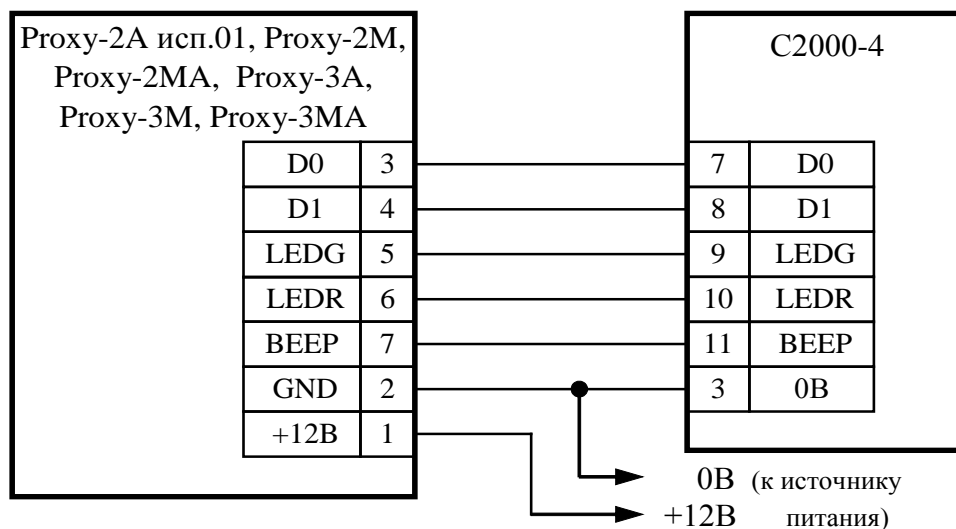 Proxy-2A исп.01, Proxy-2M,
Proxy-2MA, Proxy-3A,
Proxy-3M, Proxy-3MA
C2000-4
D0 3 7 D0
D1 4 8 D1
LEDG 5 9 LEDG
LEDR 6 10 LEDR
BEEP 7 11 BEEP
GND 2 3 0В
+12В 1
0В (к источнику
+12В питания)